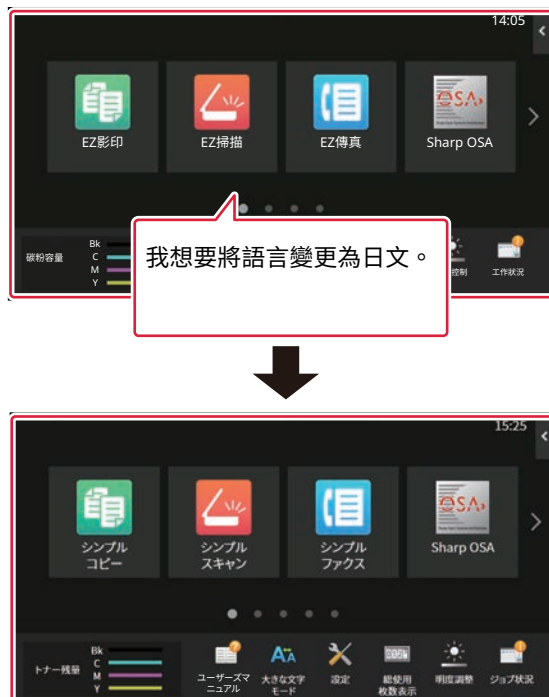 14:05
EZ影印
EZ掃描
EZ傳真
Sharp OSA
碳粉容量
Bk
C
M
Y
控制
工作狀況
我想要將語言變更為日文。
15:25
シンプル
コピー
シンプル
スキャン
シンプル
ファクス
Sharp OSA
トナー残量
Bk
C
M
Y
ユーザーズマ
ニュアル
大きな文字
モード
設定
総使用
枚数表示
明度調整
ジョブ状況